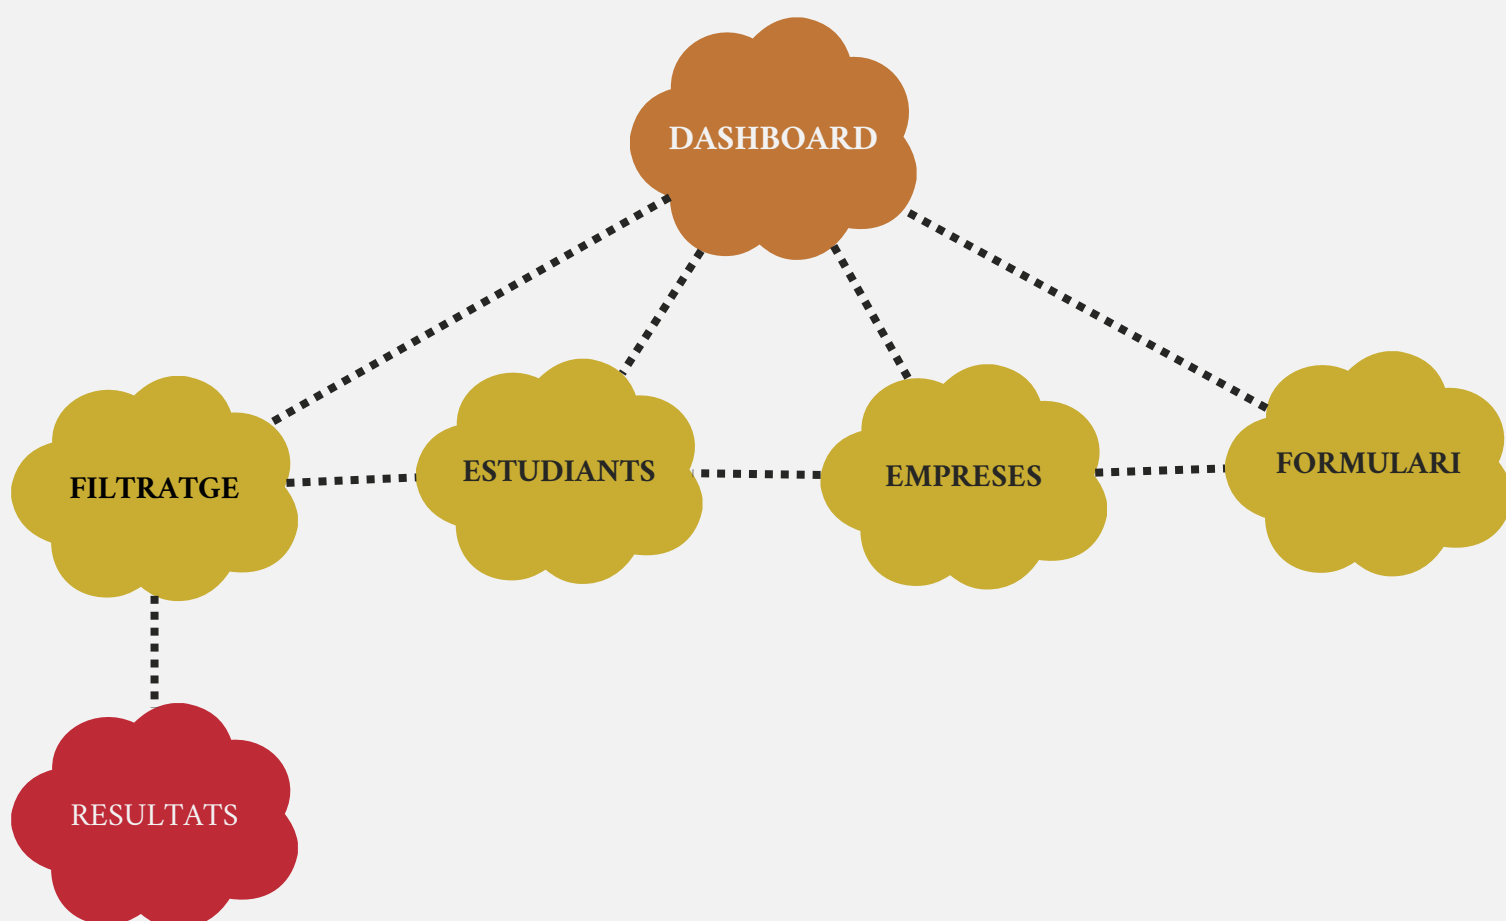 DASHBOARD
FILTRATGE
ESTUDIANTS
EMPRESES
FORMULARI
RESULTATS